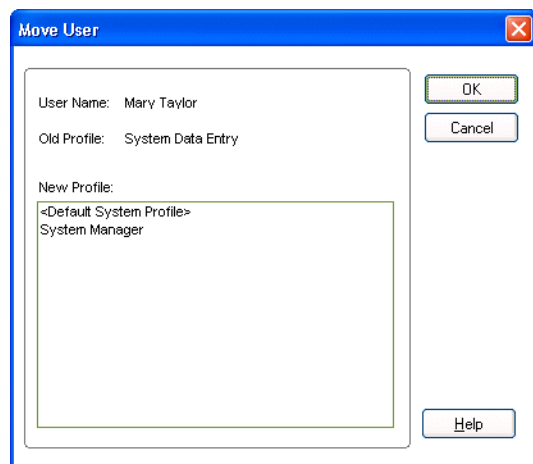 Move User
User Name: Mary Taylor
OK
Old Profile: System Data Entry
Cancel
New Profile:
<Default System Profile>
System Manager
Help